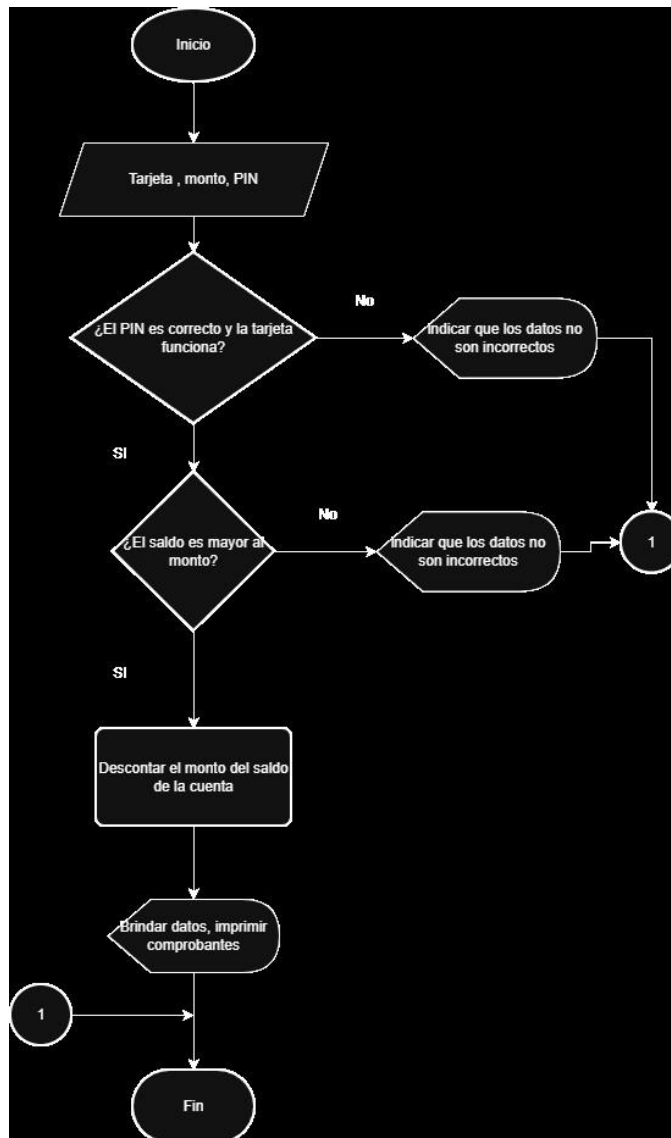 Inicio
Tarjeta , monto, PIN
¿El PIN es correcto y la tarjeta
funciona?
No
Indicar que los datos no
son incorrectos
SI
¿El saldo es mayor al
monto?
No
Indicar que los datos no
son incorrectos
1
SI
Descontar el monto del saldo
de la cuenta
Brindar datos, imprimir
comprobantes
1
Fin